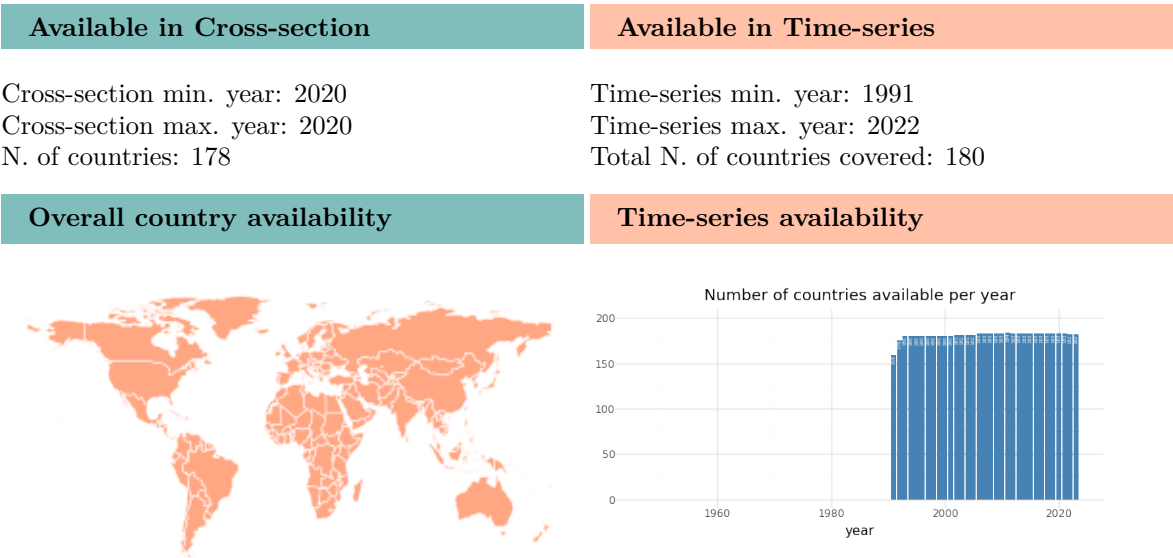 Available in Cross-section
Cross-section min. year: 2020
Cross-section max. year: 2020
N. of countries: 178
Available in Time-series
Time-series min. year: 1991
Time-series max. year: 2022
Total N. of countries covered: 180
Overall country availability
Time-series availability
Number of countries available per year
200
150
100
50
0
1960 1980 2000 2020
year